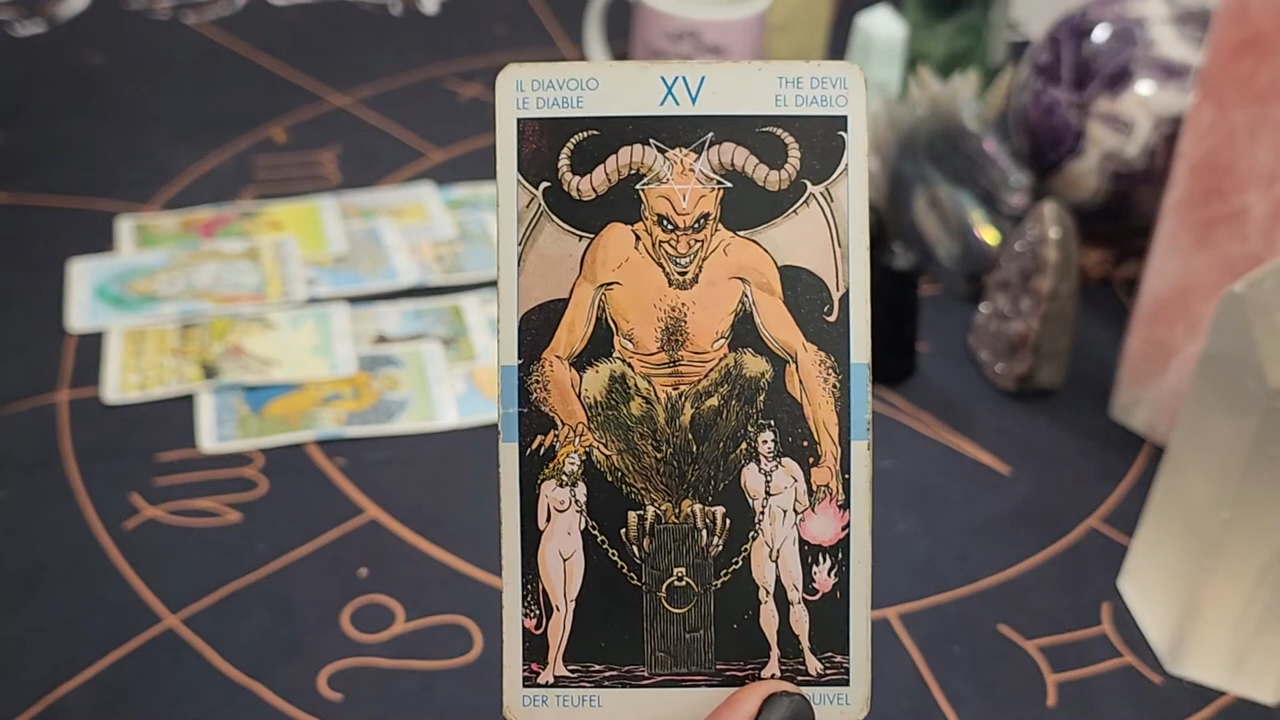 IL DIAVOLO
LE DIABLE
XV
THE DEVIL
EL DIABLO
DER TEUFEL